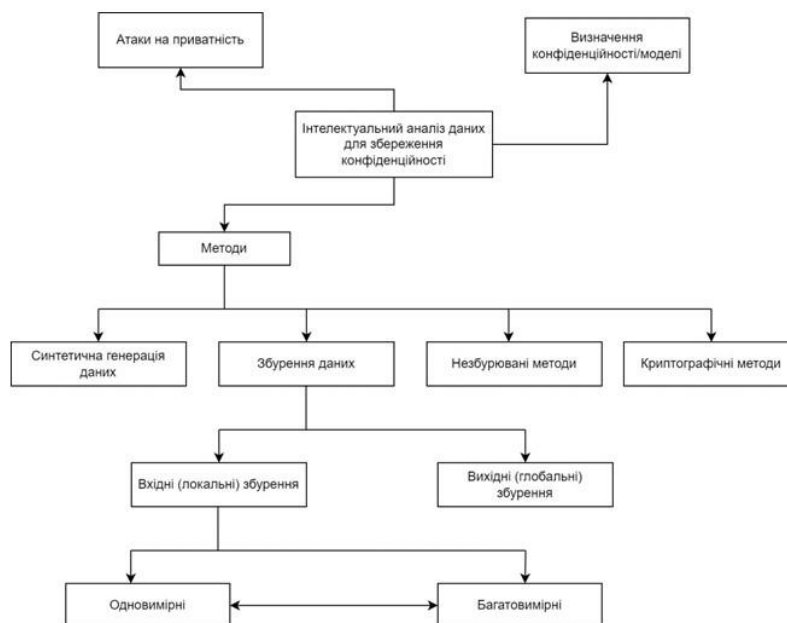 Атаки на приватність
Визначення
конфіденційності/моделі
Інтелектуальний аналіз даних
для збереження
конфіденційності
Методи
Синтетична генерація
даних
Збурення даних
Незбурювані методи
Криптографічні методи
Вхідні (локальні) збурення
Вихідні (глобальні)
збурення
Одновимірні
Багатовимірні